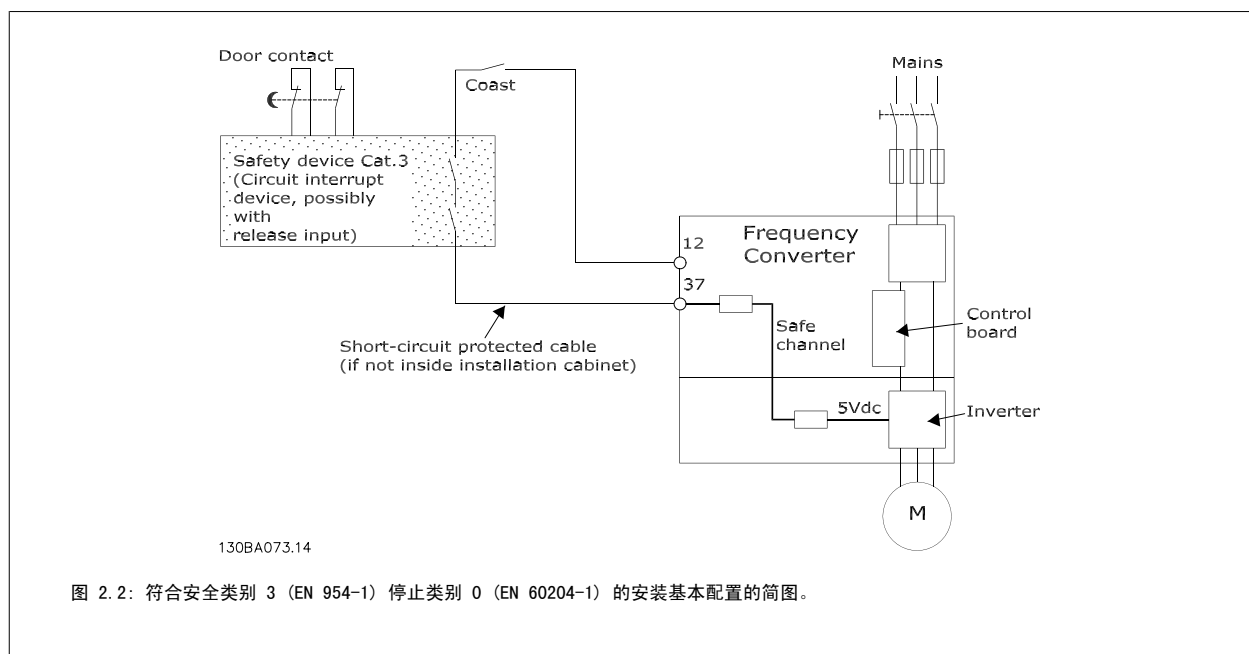 Door contact
Mains
Coast
Safety device Cat.3
(Circuit interrupt
device, possibly
with
release input)
Frequency
Converter
12
37
Safe
channel
Control
board
Short-circuit protected cable
(if not inside installation cabinet)
5Vdc
Inverter
M
130BA073.14
图 2.2: 符合安全类别 3 (EN 954-1) 停止类别 0 (EN 60204-1) 的安装基本配置的简图。